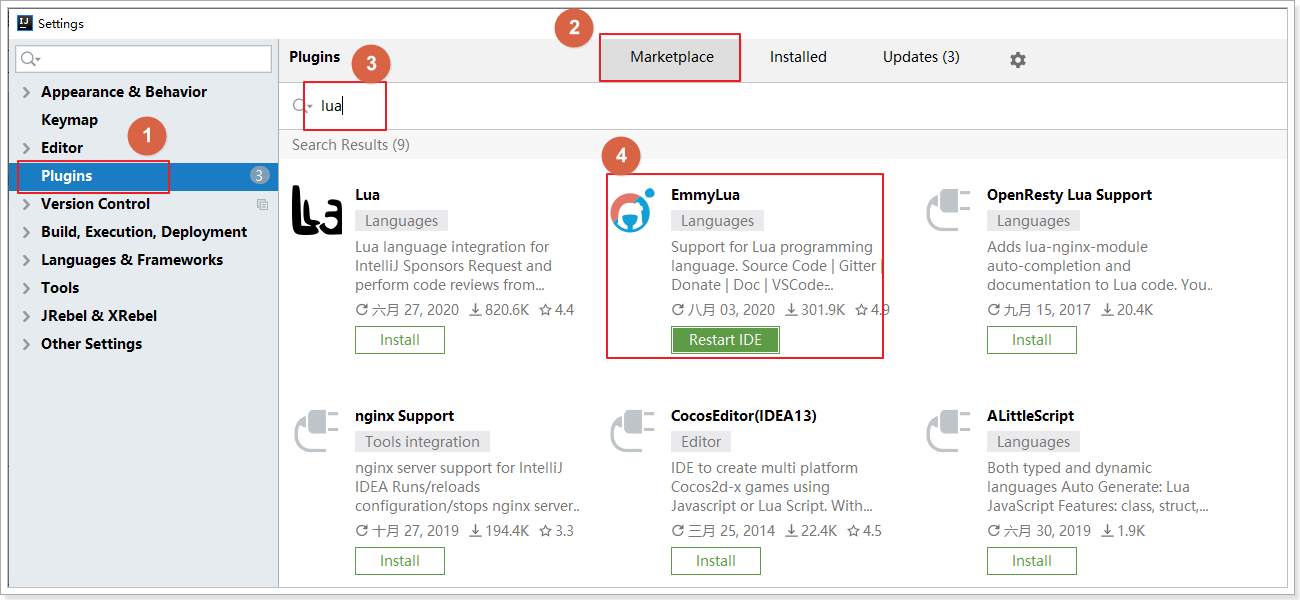 Settings
2
Plugins
Marketplace
Installed
Updates (3)
3
Appearance & Behavior
lua
Keymap
1
Editor
Search Results (9)
4
Plugins
3
Version Control
Build, Execution, Deployment
Languages & Frameworks
Tools
JRebel & XRebel
Other Settings
Lua
Languages
Lua language integration for
IntelliJ Sponsors Request and
perform code reviews from...
六月 27, 2020 820.6K 4.4
Install
EmmyLua
Languages
Support for Lua programming
language. Source Code | Gitter |
Donate | Doc | VSCode...
八月 03, 2020 301.9K 4.9
Restart IDE
OpenResty Lua Support
Languages
Adds lua-nginx-module
auto-completion and
documentation to Lua code. You..
九月 15, 2017 20.4K
Install
nginx Support
Tools integration
nginx server support for IntelliJ
IDEA Runs/reloads
configuration/stops nginx server..
十月 27, 2019 194.4K 3.3
Install
CocosEditor(IDEA13)
Editor
IDE to create multi platform
Cocos2d-x games using
Javascript or Lua Script. With...
三月 25, 2014 22.4K 4.5
Install
ALittleScript
Languages
Both typed and dynamic
languages Auto Generate: Lua
JavaScript Features: class, struct,...
六月 30, 2019 1.9K
Install